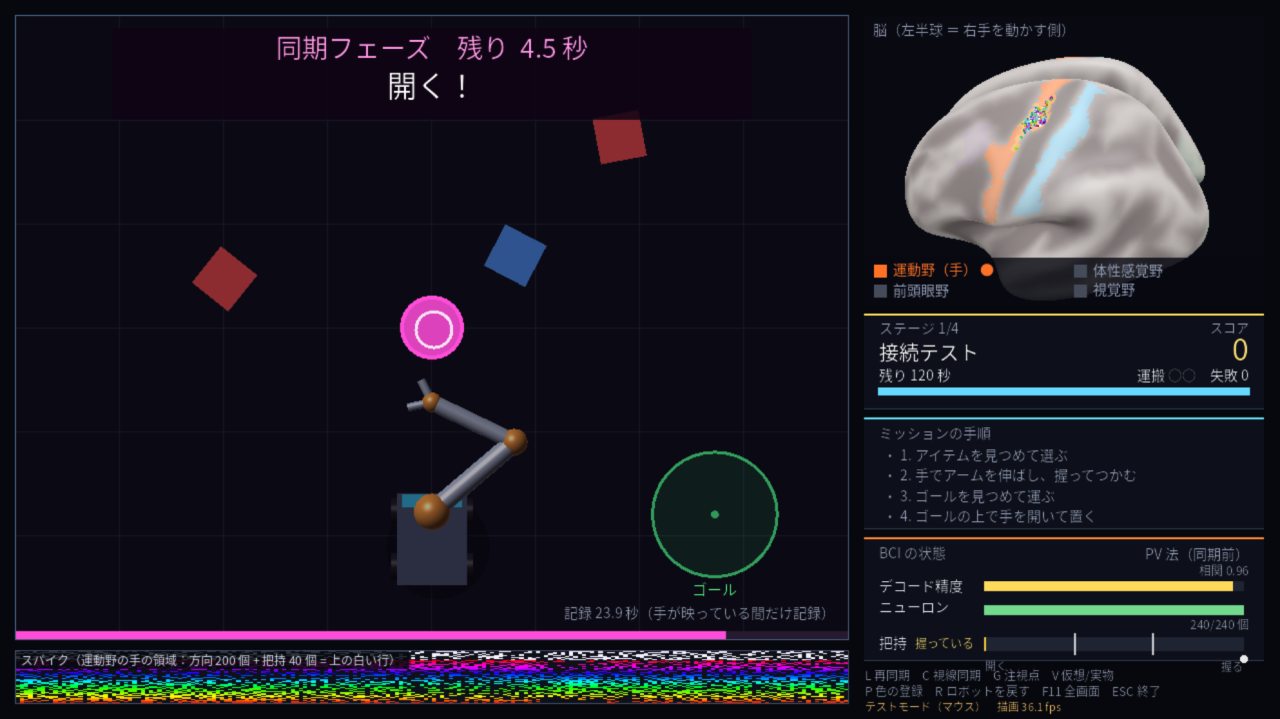 同期フェーズ 残り 4.5 秒
開く！
ゴール
記録 23.9 秒（手が映っている間だけ記録）
スパイク（運動野の手の領域：方向 200 個 + 把持 40 個 = 上の白い行）
脳（左半球 ＝ 右手を動かす側）
運動野（手）
体性感覚野
前頭眼野
視覚野
ステージ 1/4
スコア
接続テスト
0
残り 120 秒
運搬 〇〇 失敗 0
ミッションの手順
・ 1. アイテムを見つめて選ぶ
・ 2. 手でアームを伸ばし、握ってつかむ
・ 3. ゴールを見つめて運ぶ
・ 4. ゴールの上で手を開いて置く
BCI の状態
PV 法（同期前）
相関 0.96
デコード精度
ニューロン
240/240 個
把持 握っている
開く
握る
L 再同期 C 視線同期 G 注視点 V 仮想/実物
P 色の登録 R ロボットを戻す F11 全画面 ESC 終了
テストモード（マウス） 描画 36.1 fps